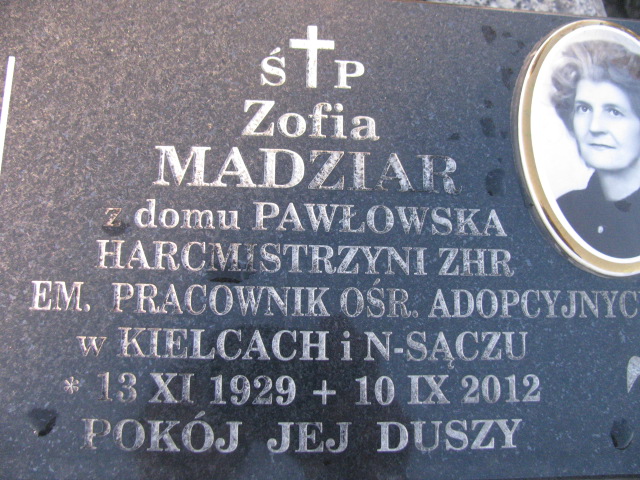 Ś P
Zofia
MADZIAR
z domu PAWŁOWSKA
HARCMISTRZYNI ZHR
EM. PRACOWNIK OŚR. ADOPCYJNYC
w KIELCACH i N-SĄCZU
* 13 XI 1929 + 10 IX 2012
POKÓJ JEJ DUSZY